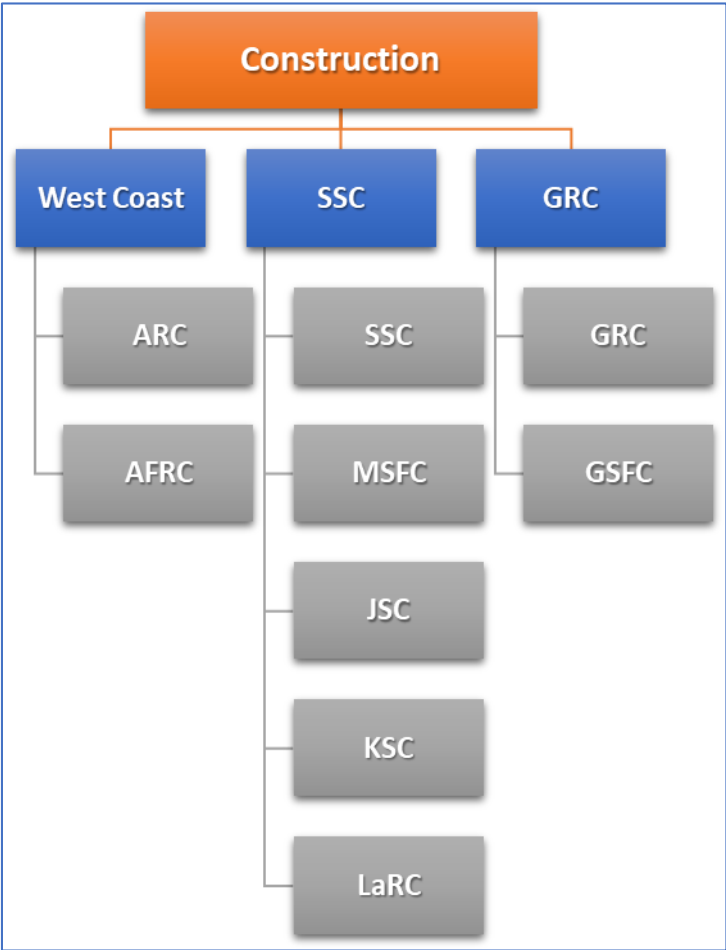 Construction
West Coast
SSC
GRC
ARC
SSC
GRC
AFRC
MSFC
GSFC
JSC
KSC
LaRC